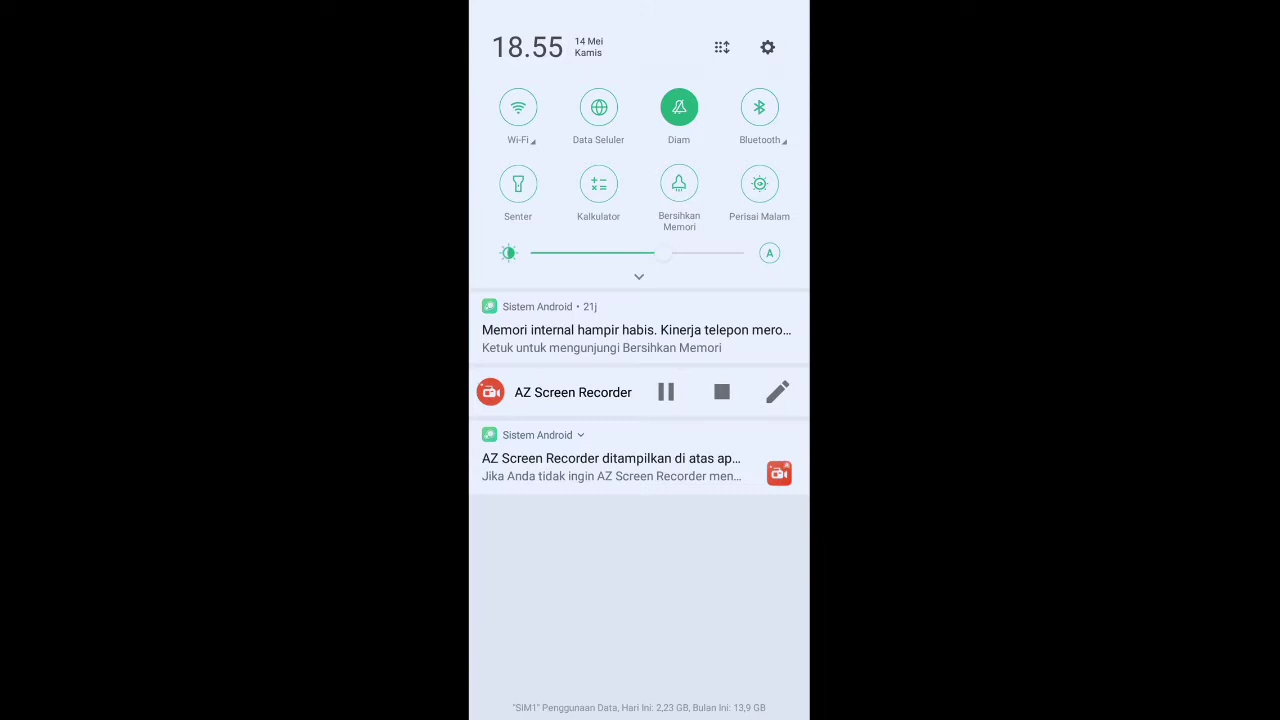 18.55
14 Mei
Kamis
Wi-Fi
Data Seluler
Diam
Bluetooth
Senter
Kalkulator
Bersihkan
Memori
Perisai Malam
A
Sistem Android • 21j
Memori internal hampir habis. Kinerja telepon mero...
Ketuk untuk mengunjungi Bersihkan Memori
AZ Screen Recorder
Sistem Android
AZ Screen Recorder ditampilkan di atas ap...
Jika Anda tidak ingin AZ Screen Recorder men...
"SIM1" Penggunaan Data, Hari Ini: 2,23 GB, Bulan Ini: 13,9 GB